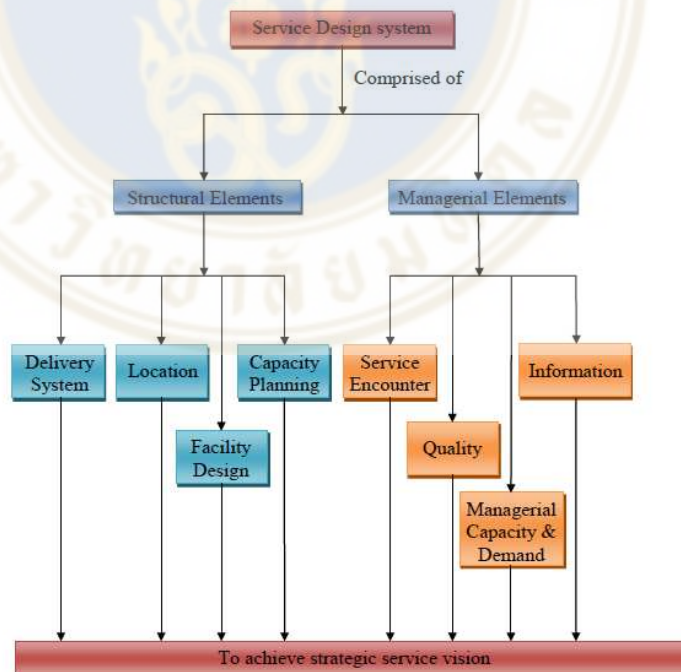 Service Design system
Comprised of
Structural Elements
Managerial Elements
Delivery
System
Location
Capacity
Planning
Service
Encounter
Information
Facility
Design
Quality
Managerial
Capacity &
Demand
To achieve strategic service vision